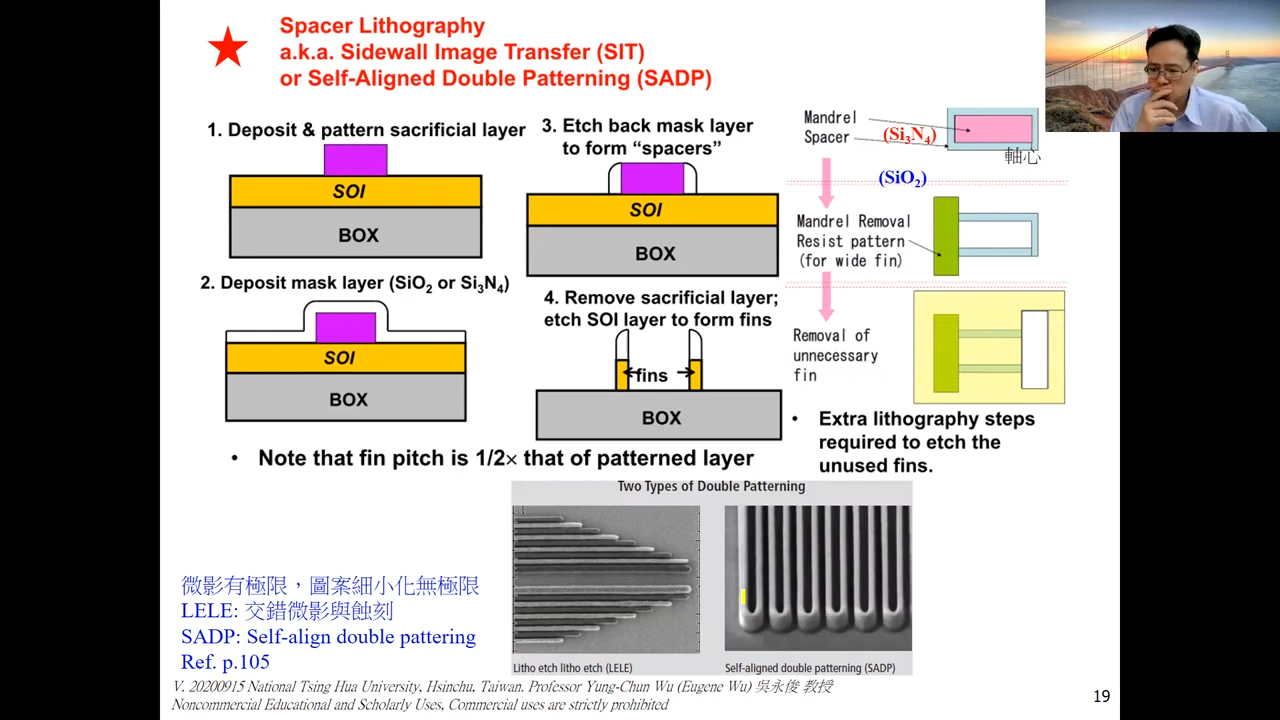 Spacer Lithography
a.k.a. Sidewall Image Transfer (SIT)
or Self-Aligned Double Patterning (SADP)
1. Deposit & pattern sacrificial layer
SOI
BOX
2. Deposit mask layer (SiO2 or Si3N4)
SOI
BOX
3. Etch back mask layer
to form “spacers”
SOI
BOX
4. Remove sacrificial layer;
etch SOI layer to form fins
fins
BOX
• Note that fin pitch is 1/2× that of patterned layer
Mandrel
Spacer
(Si3N4)
軸心
(SiO2)
Mandrel Removal
Resist pattern
(for wide fin)
Removal of
unnecessary
fin
• Extra lithography steps
required to etch the
unused fins.
Two Types of Double Patterning
Litho etch litho etch (LELE)
Self-aligned double patterning (SADP)
微影有極限，圖案細小化無極限
LELE: 交錯微影與蝕刻
SADP: Self-align double pattering
Ref. p.105
V. 20200915 National Tsing Hua University, Hsinchu, Taiwan. Professor Yung-Chun Wu (Eugene Wu) 吳永俊 教授
Noncommercial Educational and Scholarly Uses, Commercial uses are strictly prohibited
19